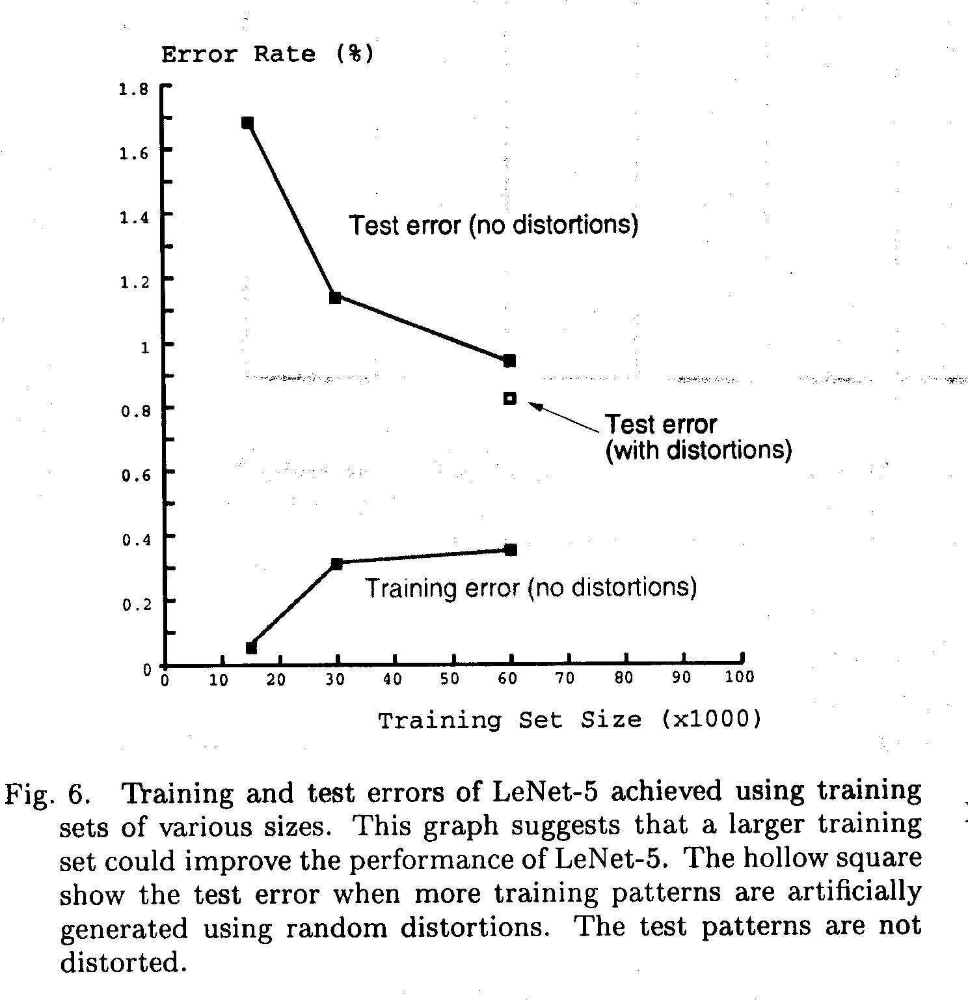 Error Rate (%)
1.8
1.6
1.4
Test error (no distortions)
1.2
1
0.8
Test error
(with distortions)
0.6
0.4
Training error (no distortions)
0.2
0
0 10 20 30 40 50 60 70 80 90 100
Training Set Size (x1000)
Fig. 6. Training and test errors of LeNet-5 achieved using training
sets of various sizes. This graph suggests that a larger training
set could improve the performance of LeNet-5. The hollow square
show the test error when more training patterns are artificially
generated using random distortions. The test patterns are not
distorted.